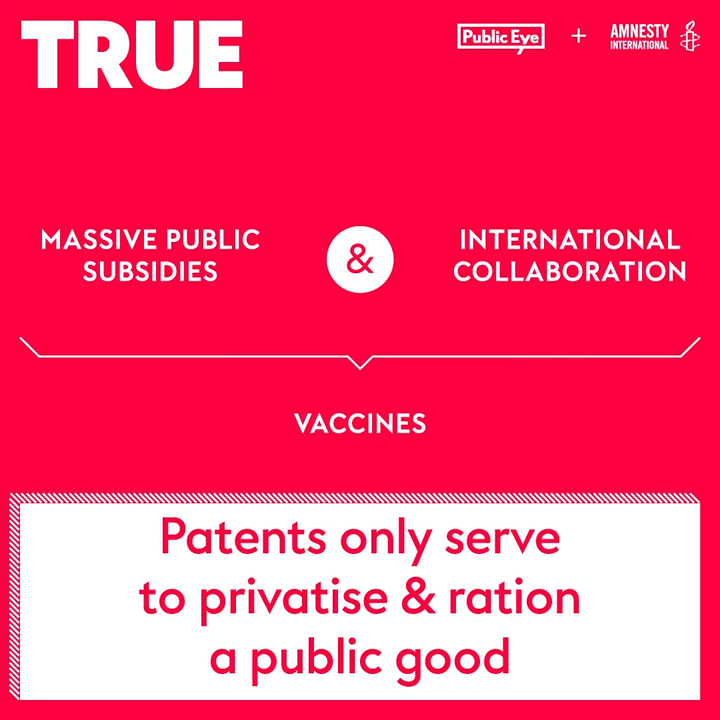 TRUE
Public Eye + AMNESTY INTERNATIONAL
MASSIVE PUBLIC
SUBSIDIES
&
INTERNATIONAL
COLLABORATION
VACCINES
Patents only serve
to privatise & ration
a public good